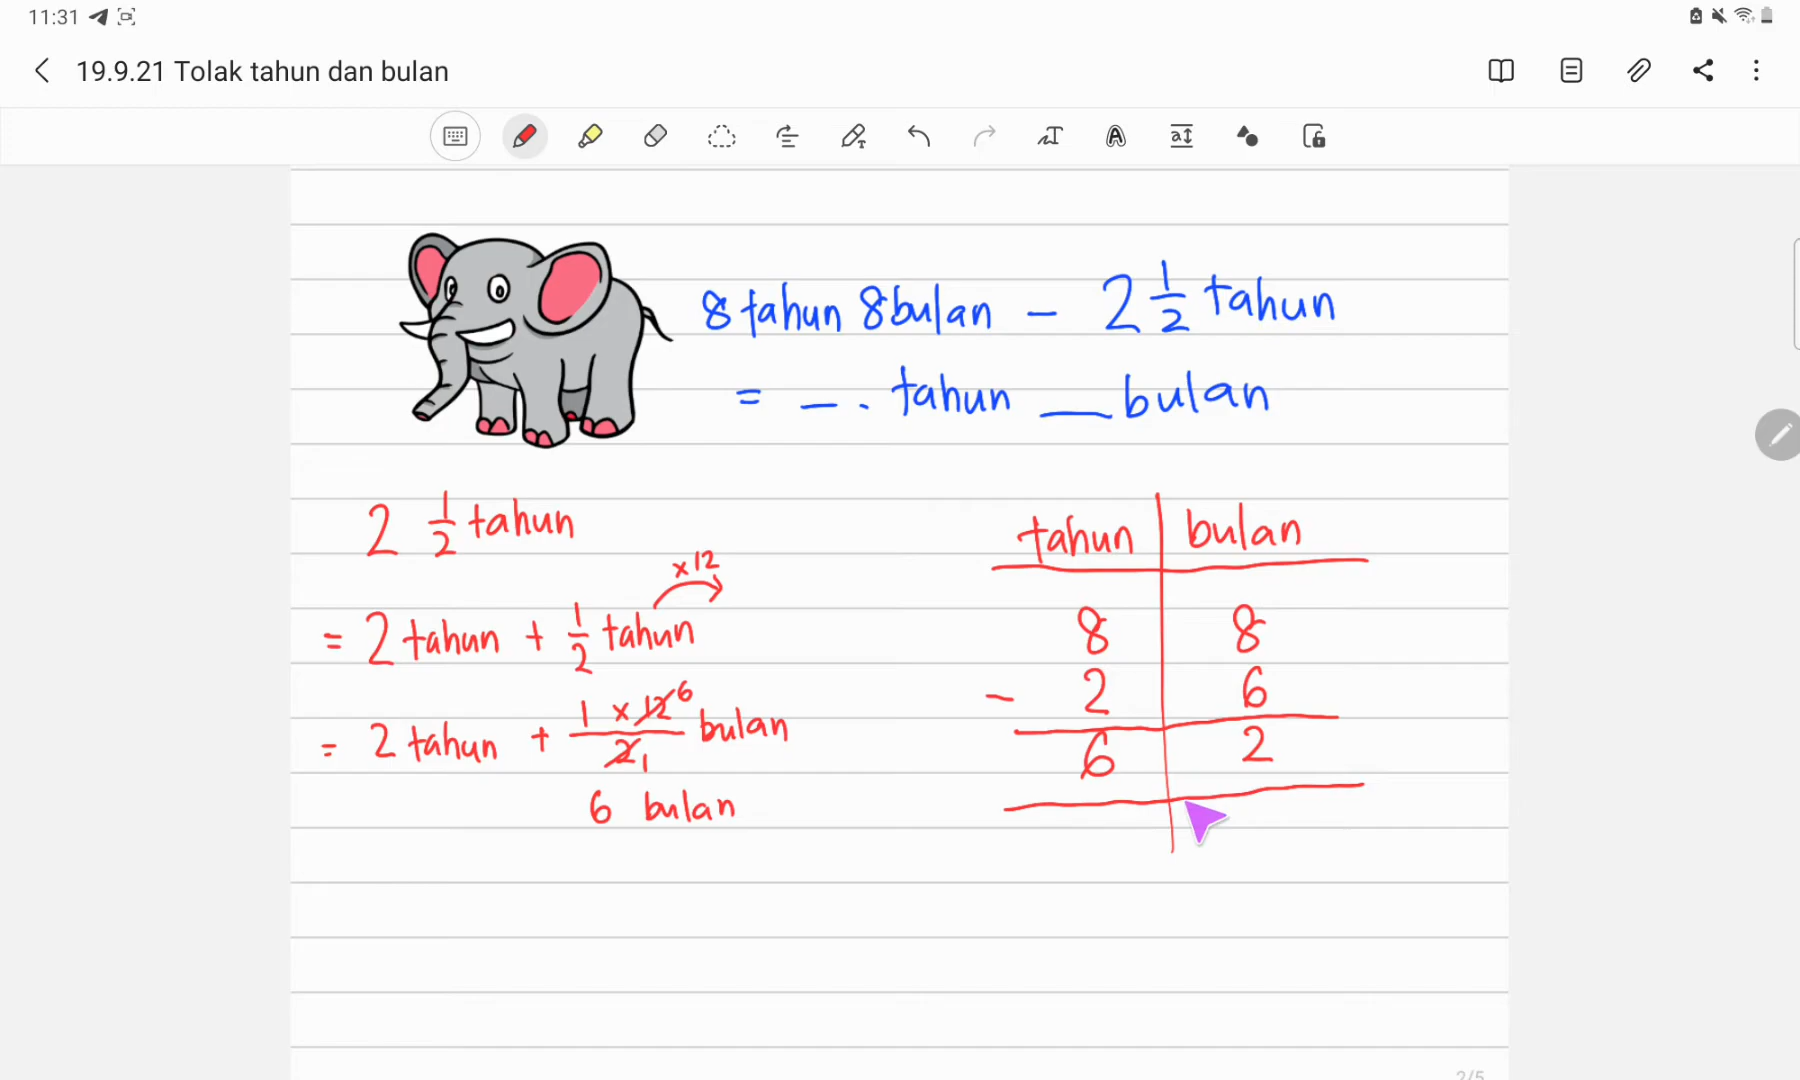 11:31
19.9.21 Tolak tahun dan bulan
8 tahun 8 bulan - 2 1/2 tahun
= __ . tahun __ bulan
2 1/2 tahun
×12
= 2 tahun + 1/2 tahun
= 2 tahun + 1 × 12 6 / 2 1 bulan
6 bulan
tahun | bulan
8 | 8
- 2 | 6
6 | 2
2/5